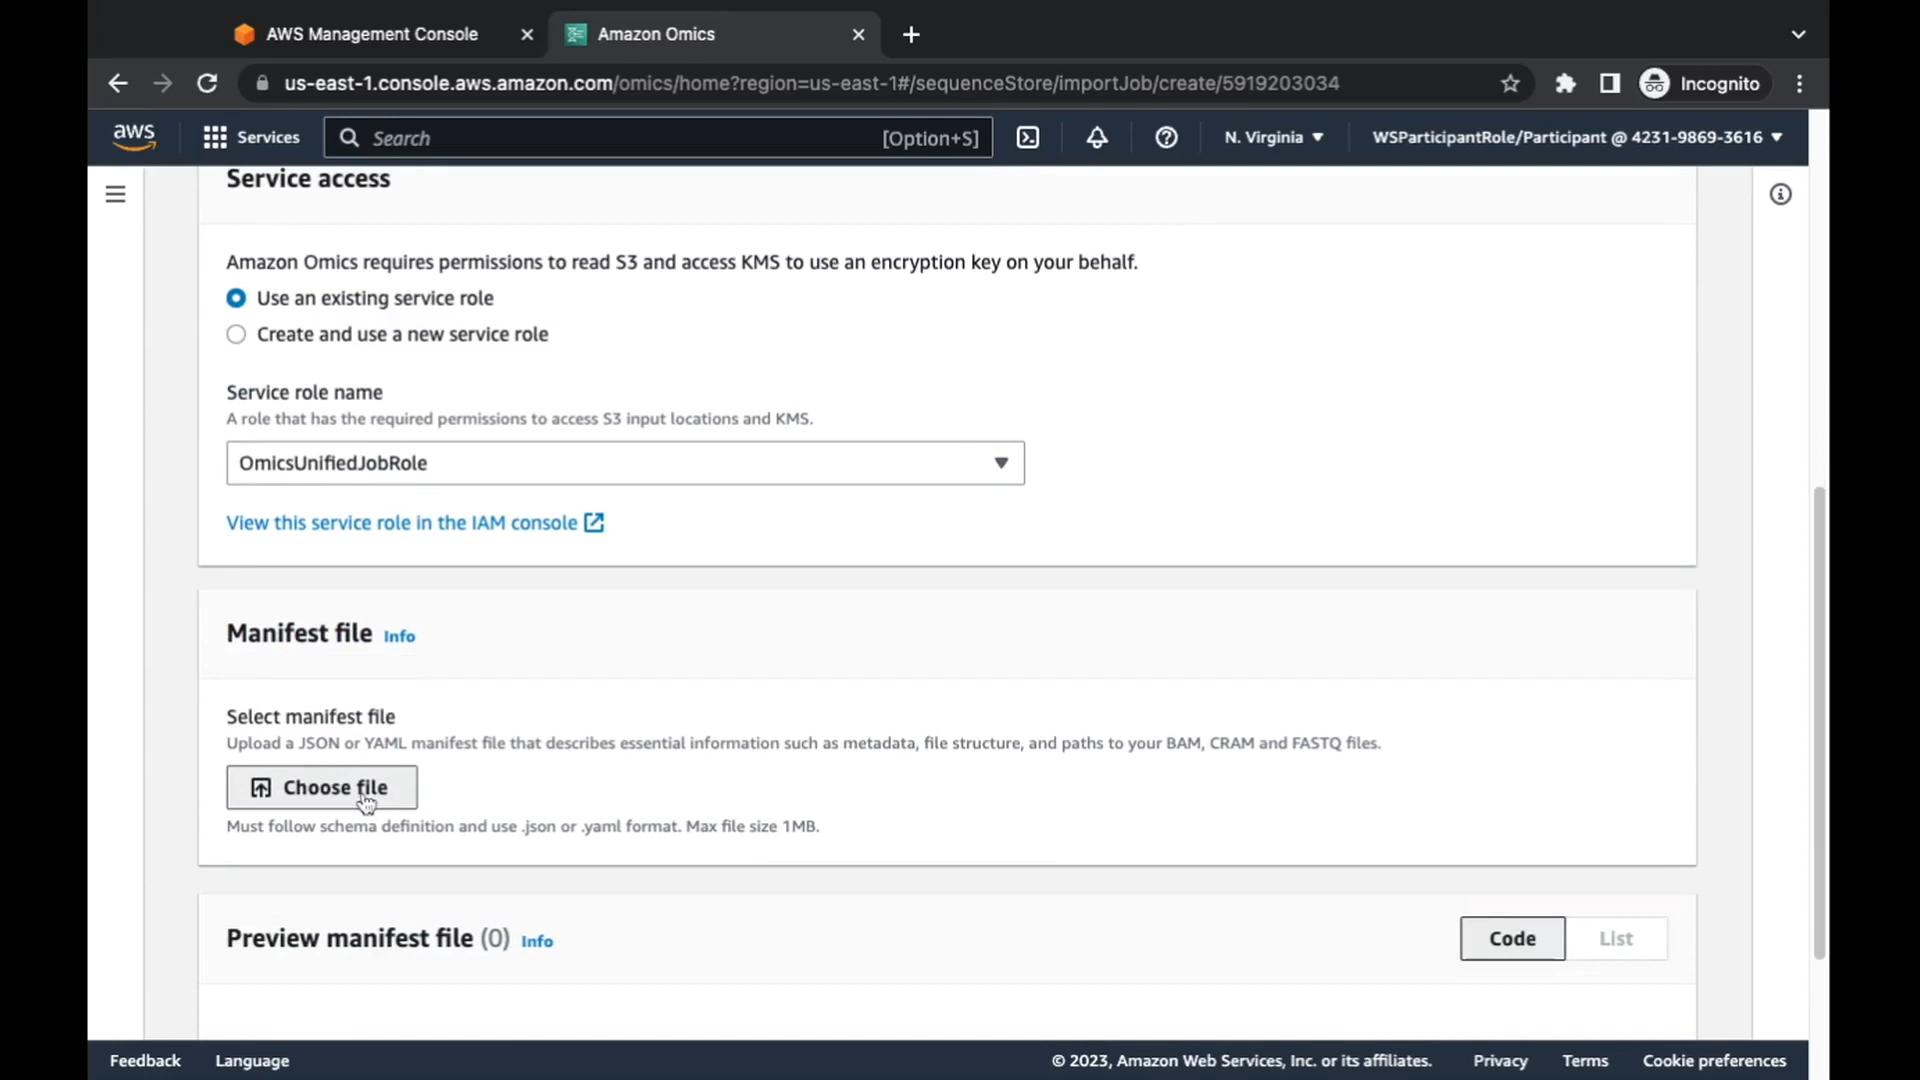 AWS Management Console
Amazon Omics
us-east-1.console.aws.amazon.com/omics/home?region=us-east-1#/sequenceStore/importJob/create/5919203034
Incognito
aws
Services
Search
[Option+S]
N. Virginia
WSParticipantRole/Participant @ 4231-9869-3616
Service access
Amazon Omics requires permissions to read S3 and access KMS to use an encryption key on your behalf.
Use an existing service role
Create and use a new service role
Service role name
A role that has the required permissions to access S3 input locations and KMS.
OmicsUnifiedJobRole
View this service role in the IAM console
Manifest file Info
Select manifest file
Upload a JSON or YAML manifest file that describes essential information such as metadata, file structure, and paths to your BAM, CRAM and FASTQ files.
Choose file
Must follow schema definition and use .json or .yaml format. Max file size 1MB.
Preview manifest file (0) Info
Code
List
Feedback
Language
© 2023, Amazon Web Services, Inc. or its affiliates.
Privacy
Terms
Cookie preferences